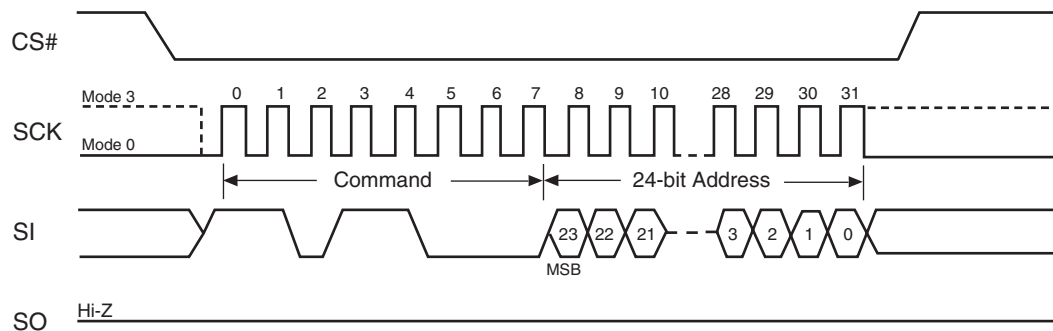 CS#
Mode 3
0 1 2 3 4 5 6 7 8 9 10 28 29 30 31
SCK
Mode 0
Command 24-bit Address
SI 23 22 21 3 2 1 0
MSB
Hi-Z
SO